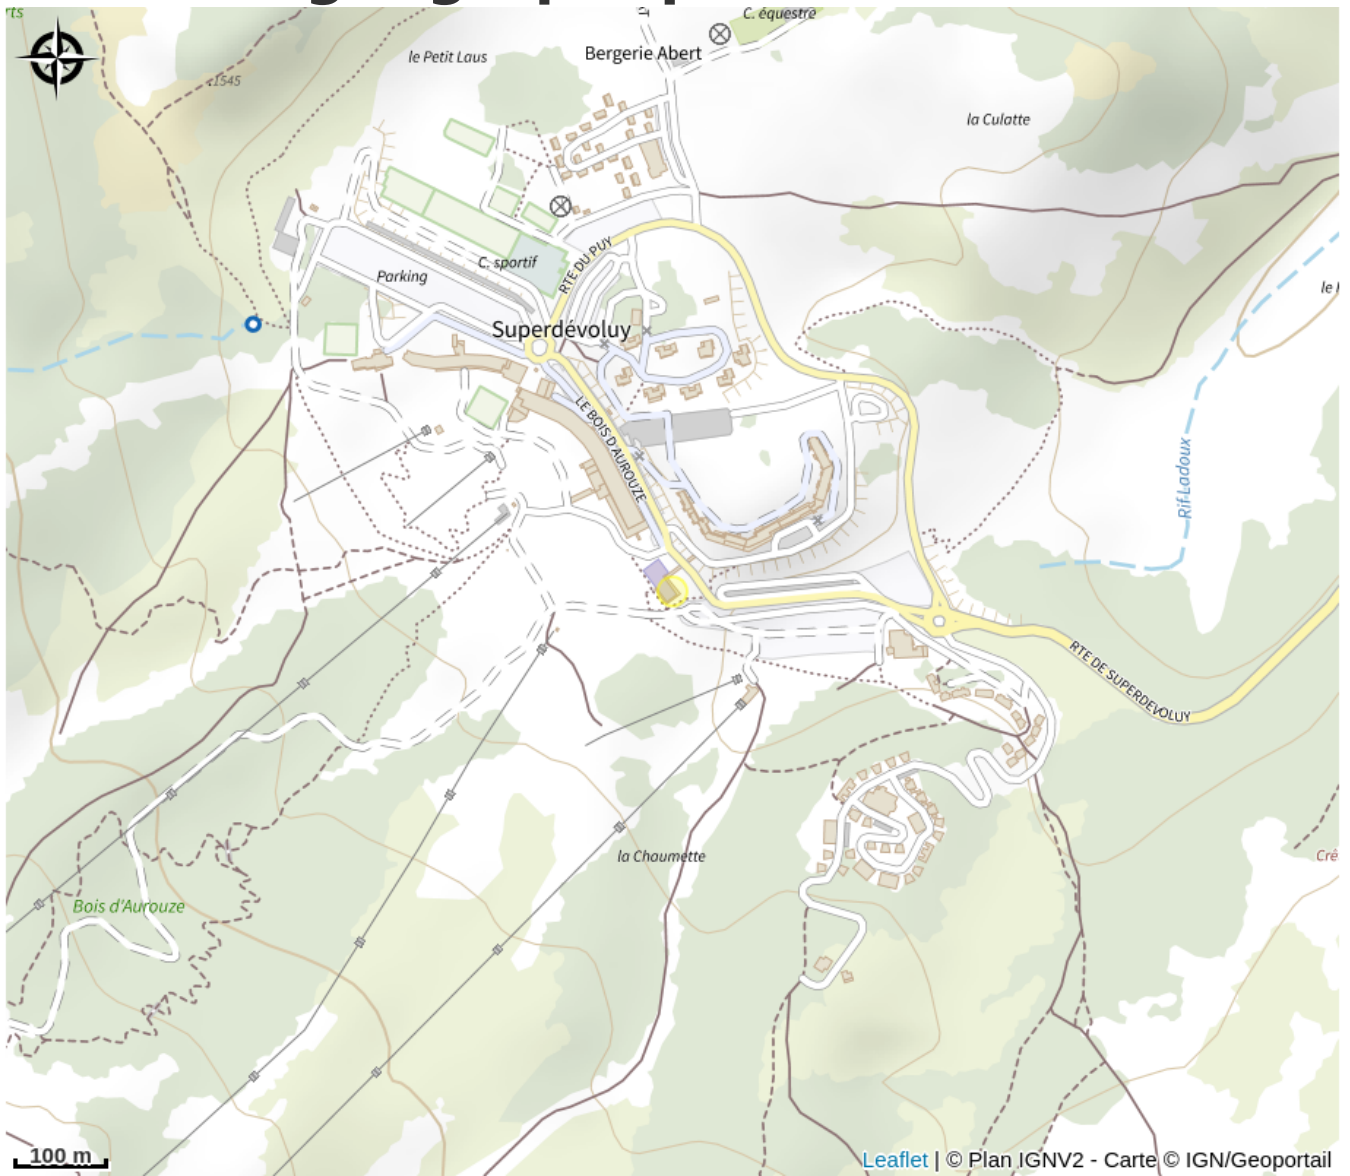 C. équestre
le Petit Laus
Bergerie Abert
1545
la Culatte
RTE DU PUY
C. sportif
Parking
Superdévoluy
LE BOIS D'AUROUZE
Rif Ladoux
RTE DE SUPERDEVOLUY
la Chaumette
Bois d'Aurouze
100 m
Leaflet | © Plan IGNV2 - Carte © IGN/Geoportail